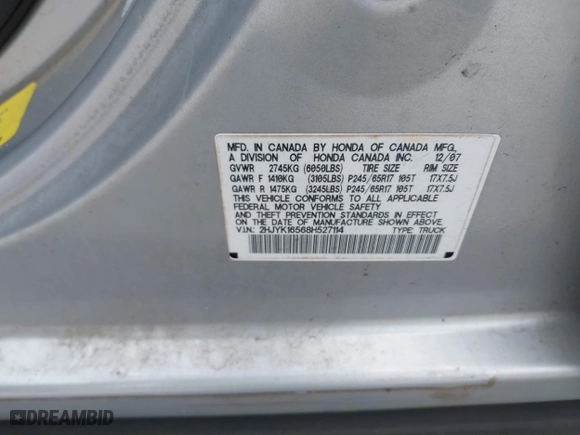 MFD. IN CANADA BY HONDA OF CANADA MFG.,
A DIVISION OF HONDA CANADA INC. 12/07
GVWR 2745KG (6050LBS) TIRE SIZE RIM SIZE
GAWR F 1410KG (3105LBS) P245/65R17 105T 17X7.5J
GAWR R 1475KG (3245LBS) P245/65R17 105T 17X7.5J
THIS VEHICLE CONFORMS TO ALL APPLICABLE
FEDERAL MOTOR VEHICLE SAFETY AND THEFT
PREVENTION STANDARDS IN EFFECT ON
THE DATE OF MANUFACTURE SHOWN ABOVE.
V.I.N.: 2HJYK16568H527114 TYPE: TRUCK
DREAMBID